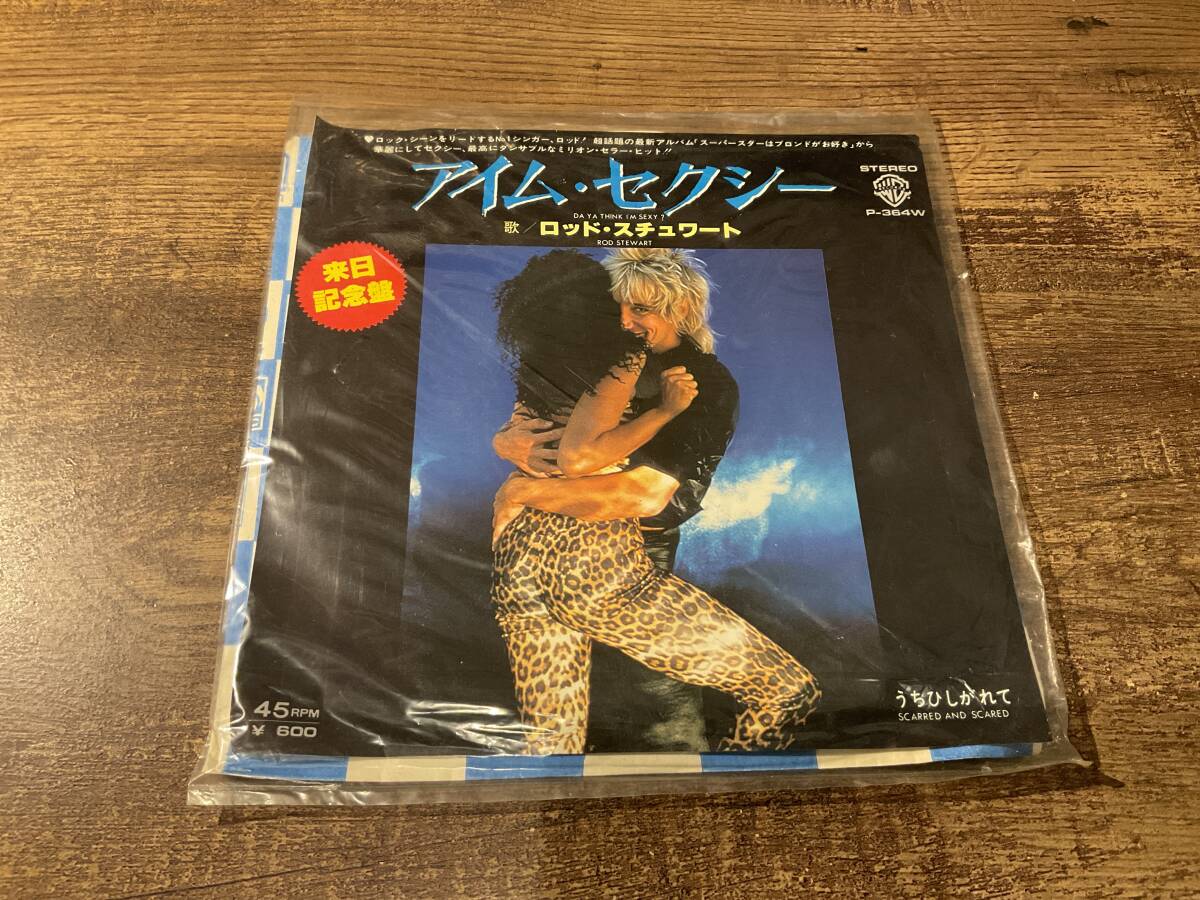 ♥ロック・シーンをリードするNo.1シンガー、ロッド! 超話題の最新アルバム「スーパースターはブロンドがお好き」から
華麗にしてセクシー、最高にダンサブルなミリオン・セラー・ヒット!!
アイム・セクシー
DA YA THINK I'M SEXY?
歌/ロッド・スチュワート
ROD STEWART
STEREO
P-364W
来日
記念盤
うちひしがれて
SCARRED AND SCARED
45RPM
¥ 600